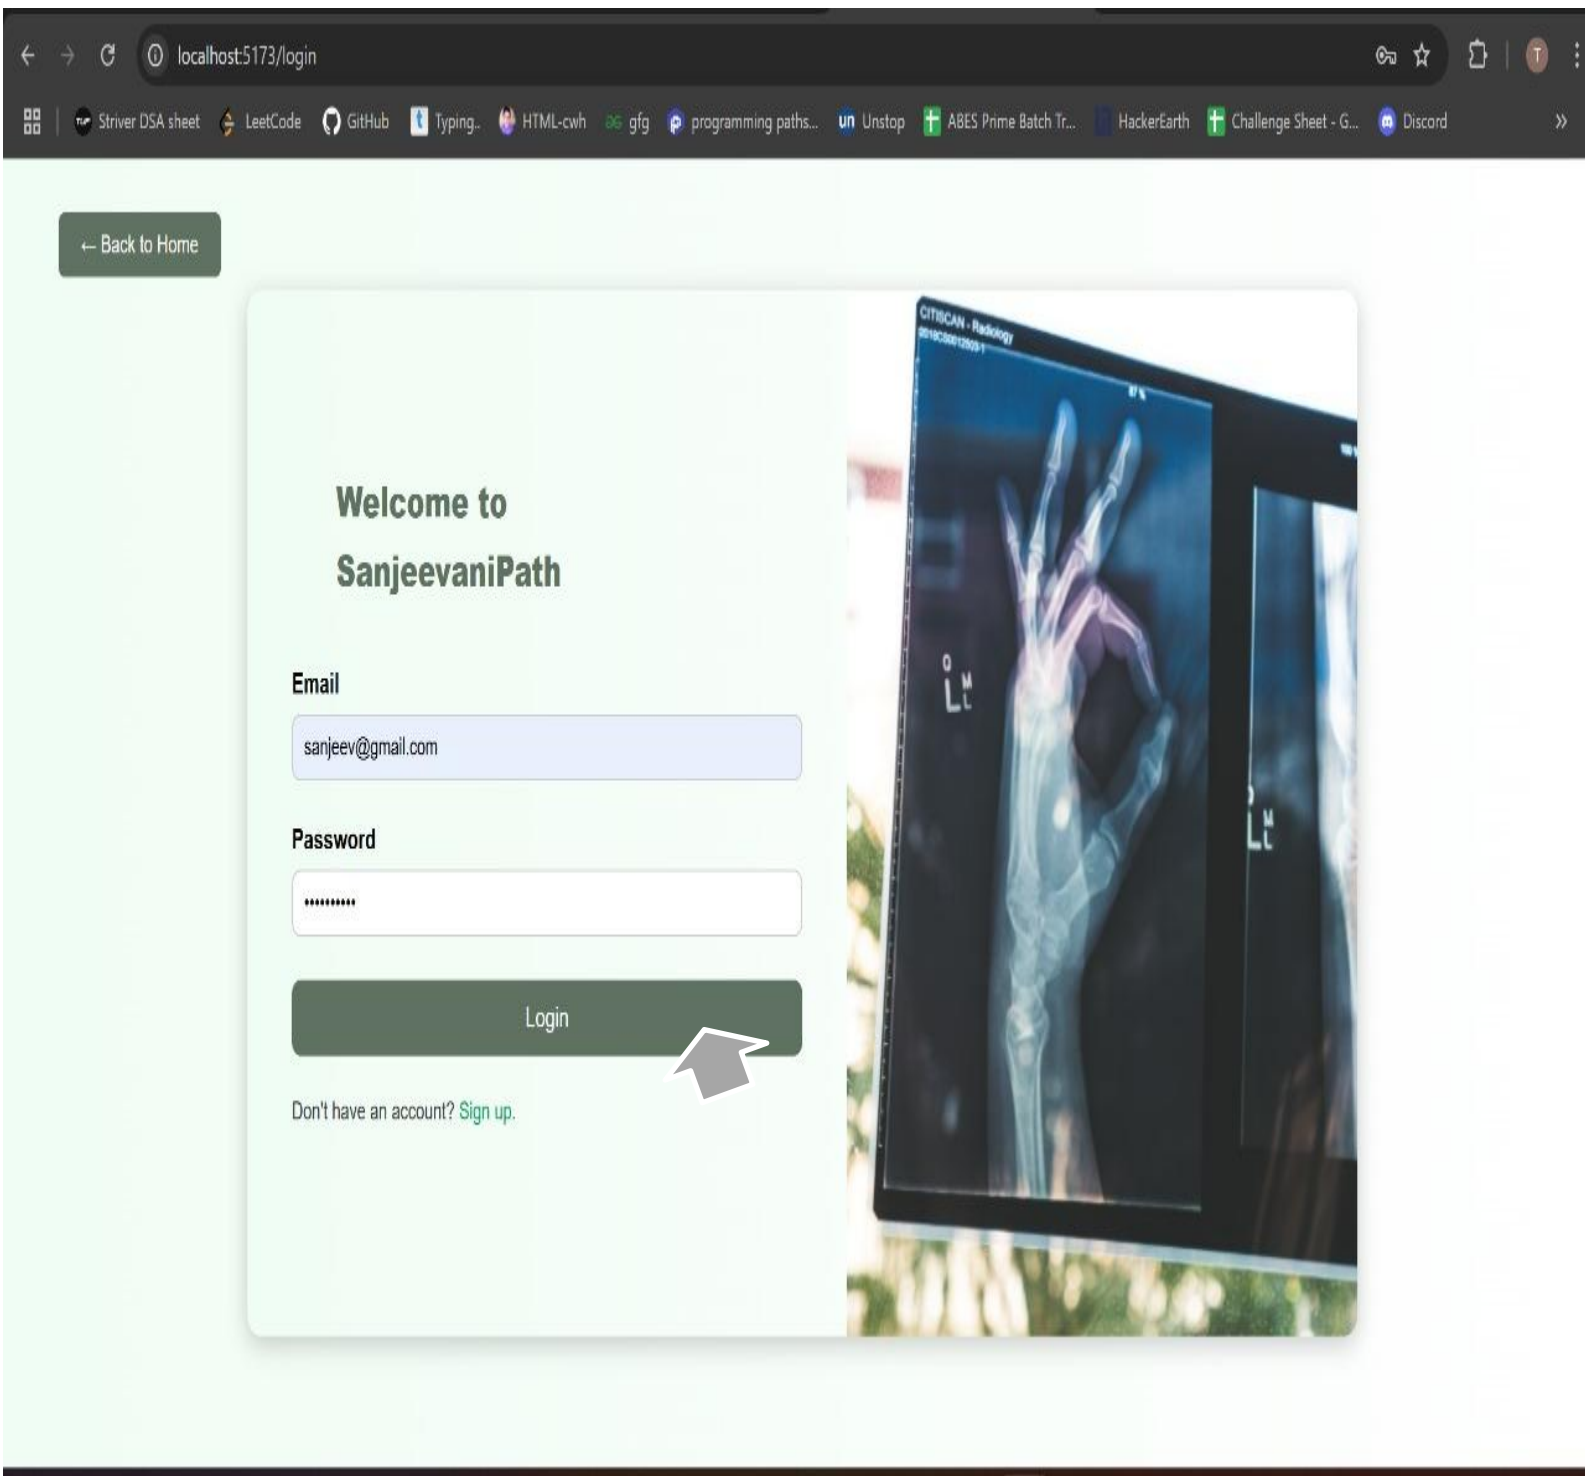 localhost:5173/login
T
Striver DSA sheet LeetCode GitHub Typing.. HTML-cwh gfg programming paths... un Unstop ABES Prime Batch Tr... HackerEarth Challenge Sheet - G... Discord
← Back to Home
Welcome to
SanjeevaniPath
Email
sanjeev@gmail.com
Password
••••••••••
Login
Don't have an account? Sign up.
CITISCAN - Radiology
87 %
L M
L
L M
L